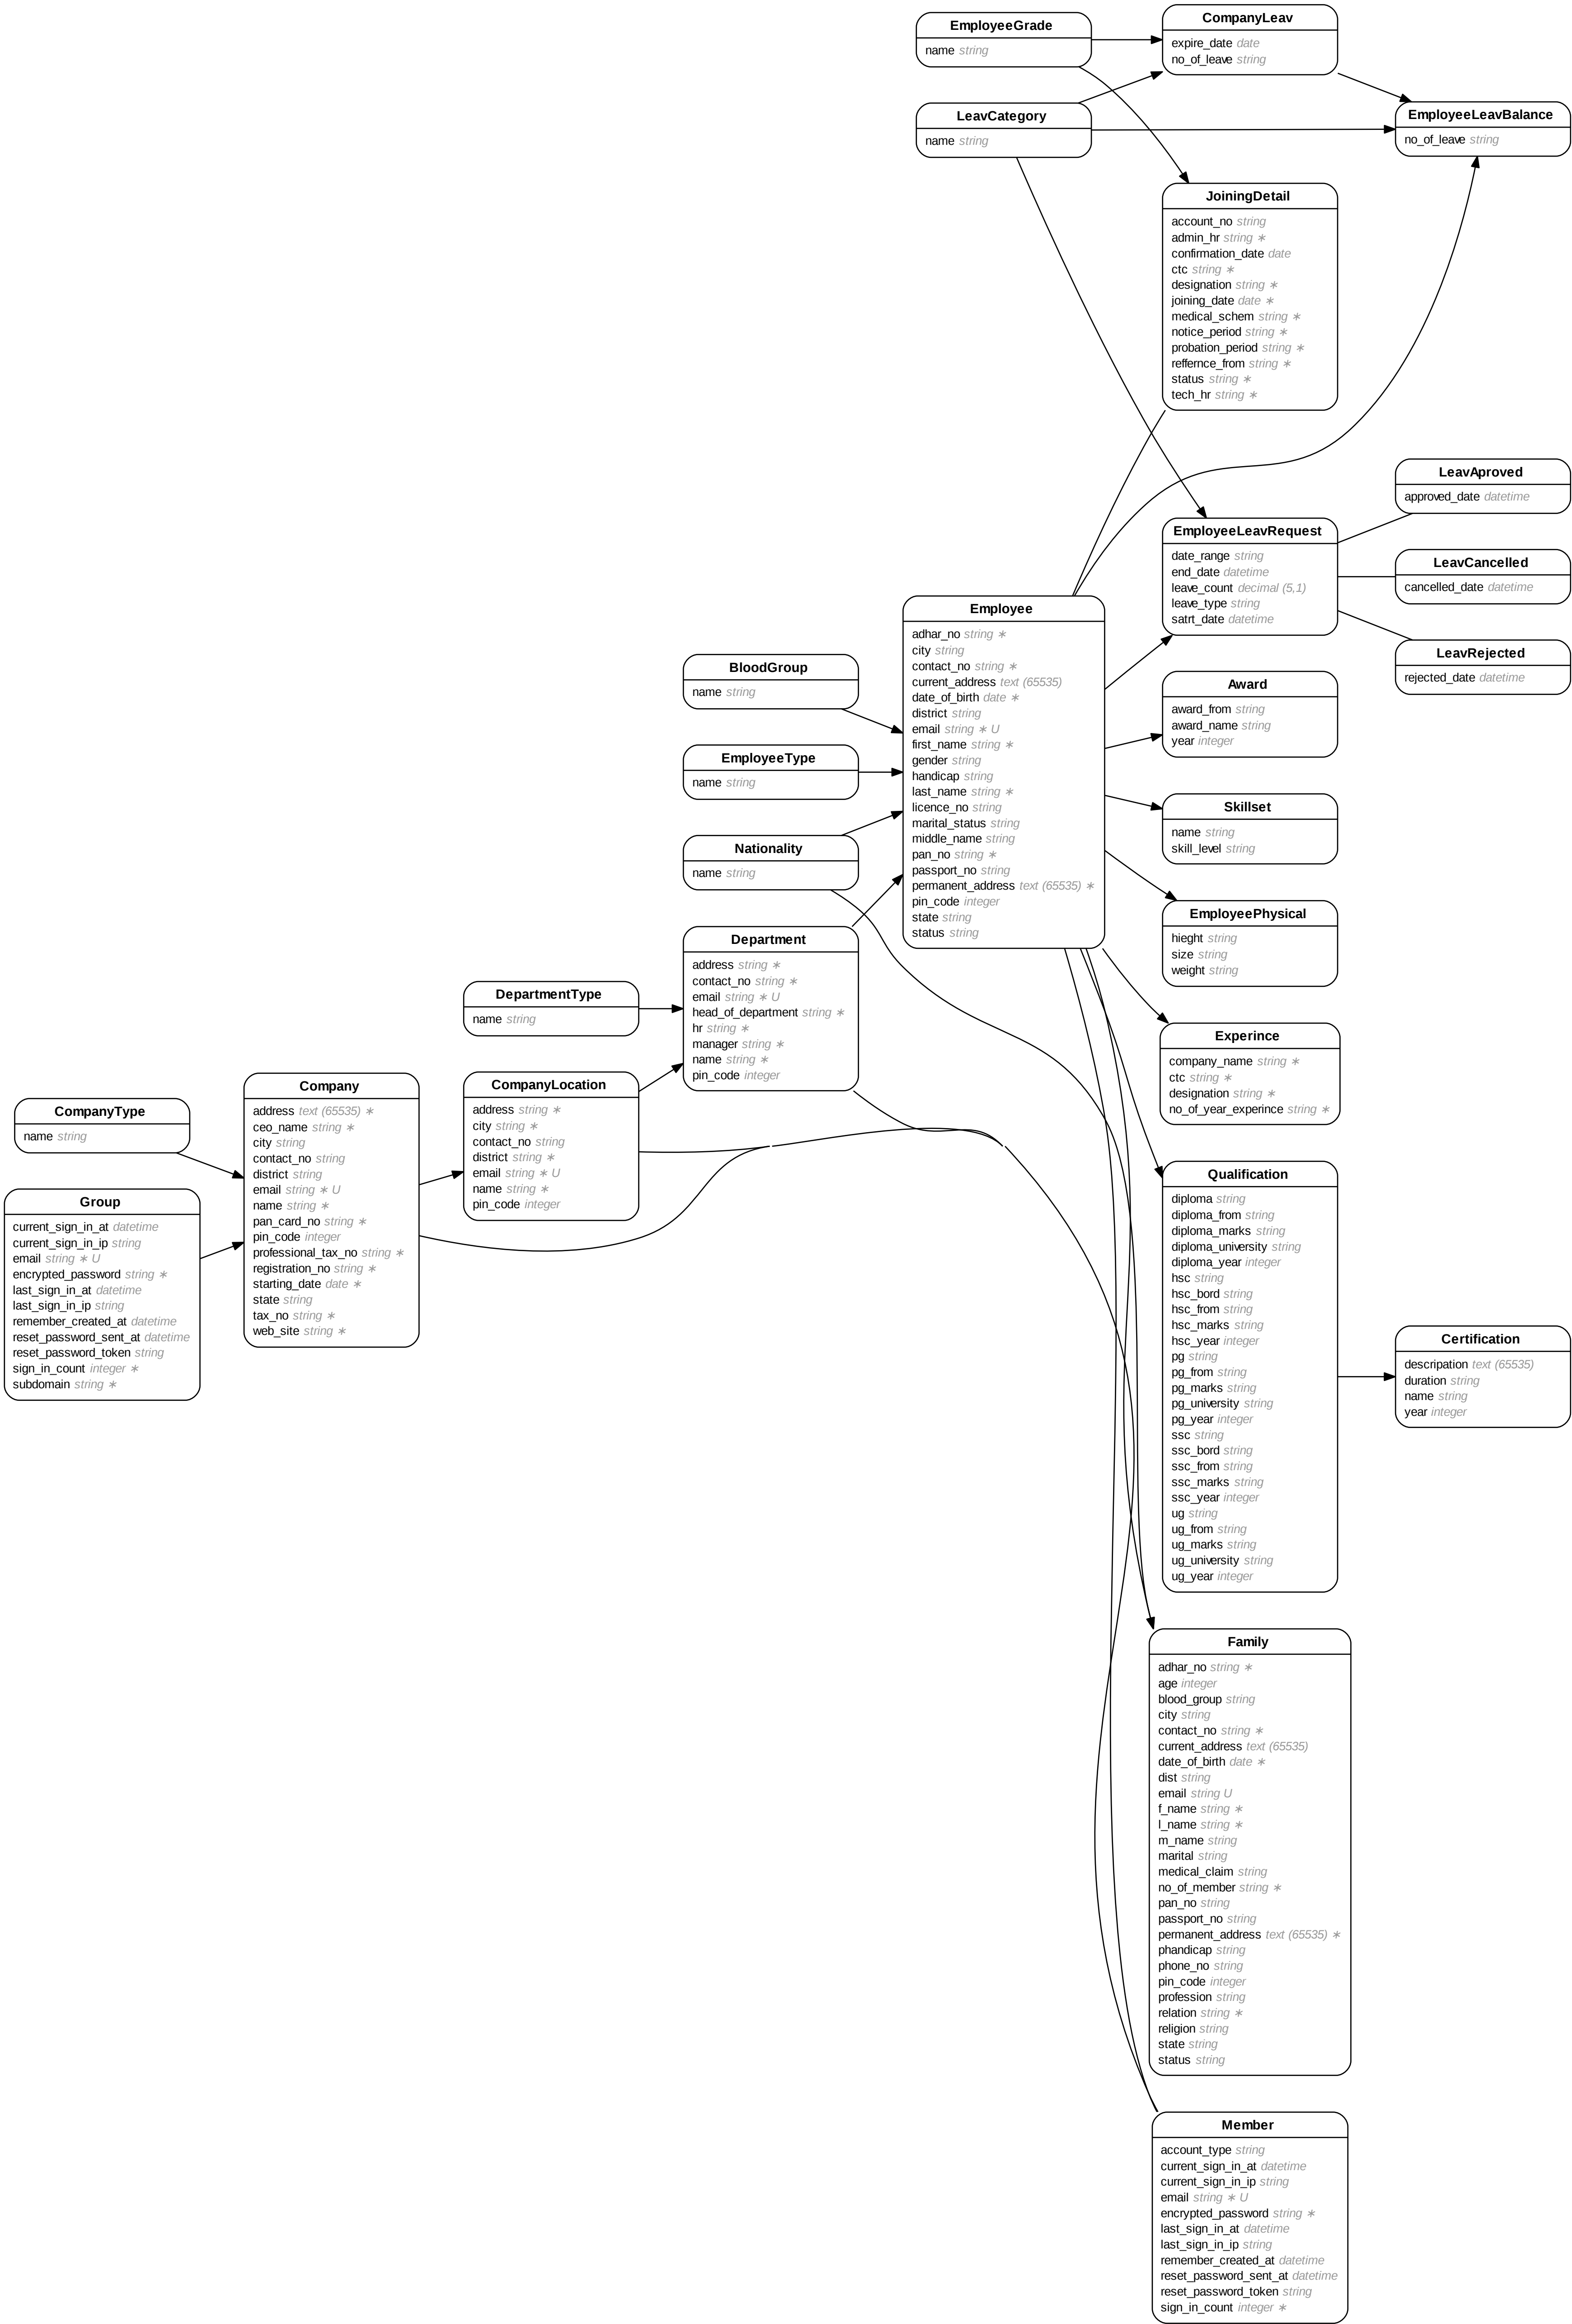 EmployeeGrade
name string
CompanyLeav
expire_date date
no_of_leave string
LeavCategory
name string
EmployeeLeavBalance
no_of_leave string
JoiningDetail
account_no string
admin_hr string ∗
confirmation_date date
ctc string ∗
designation string ∗
joining_date date ∗
medical_schem string ∗
notice_period string ∗
probation_period string ∗
reffernce_from string ∗
status string ∗
tech_hr string ∗
LeavAproved
approved_date datetime
EmployeeLeavRequest
date_range string
end_date datetime
leave_count decimal (5,1)
leave_type string
satrt_date datetime
LeavCancelled
cancelled_date datetime
LeavRejected
rejected_date datetime
Employee
adhar_no string ∗
city string
contact_no string ∗
current_address text (65535)
date_of_birth date ∗
district string
email string ∗ U
first_name string ∗
gender string
handicap string
last_name string ∗
licence_no string
marital_status string
middle_name string
pan_no string ∗
passport_no string
permanent_address text (65535) ∗
pin_code integer
state string
status string
BloodGroup
name string
EmployeeType
name string
Nationality
name string
Award
award_from string
award_name string
year integer
Skillset
name string
skill_level string
EmployeePhysical
hieght string
size string
weight string
Department
address string ∗
contact_no string ∗
email string ∗ U
head_of_department string ∗
hr string ∗
manager string ∗
name string ∗
pin_code integer
DepartmentType
name string
Experince
company_name string ∗
ctc string ∗
designation string ∗
no_of_year_experince string ∗
CompanyLocation
address string ∗
city string ∗
contact_no string
district string ∗
email string ∗ U
name string ∗
pin_code integer
Company
address text (65535) ∗
ceo_name string ∗
city string
contact_no string
district string
email string ∗ U
name string ∗
pan_card_no string ∗
pin_code integer
professional_tax_no string ∗
registration_no string ∗
starting_date date ∗
state string
tax_no string ∗
web_site string ∗
CompanyType
name string
Group
current_sign_in_at datetime
current_sign_in_ip string
email string ∗ U
encrypted_password string ∗
last_sign_in_at datetime
last_sign_in_ip string
remember_created_at datetime
reset_password_sent_at datetime
reset_password_token string
sign_in_count integer ∗
subdomain string ∗
Qualification
diploma string
diploma_from string
diploma_marks string
diploma_university string
diploma_year integer
hsc string
hsc_bord string
hsc_from string
hsc_marks string
hsc_year integer
pg string
pg_from string
pg_marks string
pg_university string
pg_year integer
ssc string
ssc_bord string
ssc_from string
ssc_marks string
ssc_year integer
ug string
ug_from string
ug_marks string
ug_university string
ug_year integer
Certification
descripation text (65535)
duration string
name string
year integer
Family
adhar_no string ∗
age integer
blood_group string
city string
contact_no string ∗
current_address text (65535)
date_of_birth date ∗
dist string
email string U
f_name string ∗
l_name string ∗
m_name string
marital string
medical_claim string
no_of_member string ∗
pan_no string
passport_no string
permanent_address text (65535) ∗
phandicap string
phone_no string
pin_code integer
profession string
relation string ∗
religion string
state string
status string
Member
account_type string
current_sign_in_at datetime
current_sign_in_ip string
email string ∗ U
encrypted_password string ∗
last_sign_in_at datetime
last_sign_in_ip string
remember_created_at datetime
reset_password_sent_at datetime
reset_password_token string
sign_in_count integer ∗